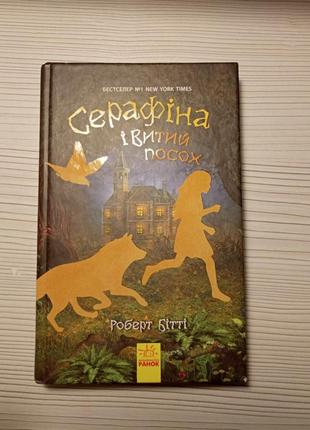 БЕСТСЕЛЕР №1 NEW YORK TIMES
Серафіна
і витий
посох
Роберт Бітті
РАНОК